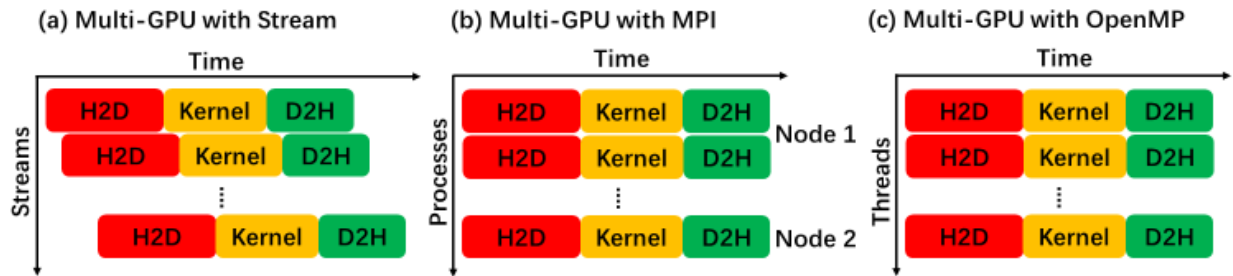 (a) Multi-GPU with Stream
Time
Streams
H2D Kernel D2H
H2D Kernel D2H
H2D Kernel D2H
(b) Multi-GPU with MPI
Time
Processes
H2D Kernel D2H
Node 1
H2D Kernel D2H
H2D Kernel D2H
Node 2
(c) Multi-GPU with OpenMP
Time
Threads
H2D Kernel D2H
H2D Kernel D2H
H2D Kernel D2H